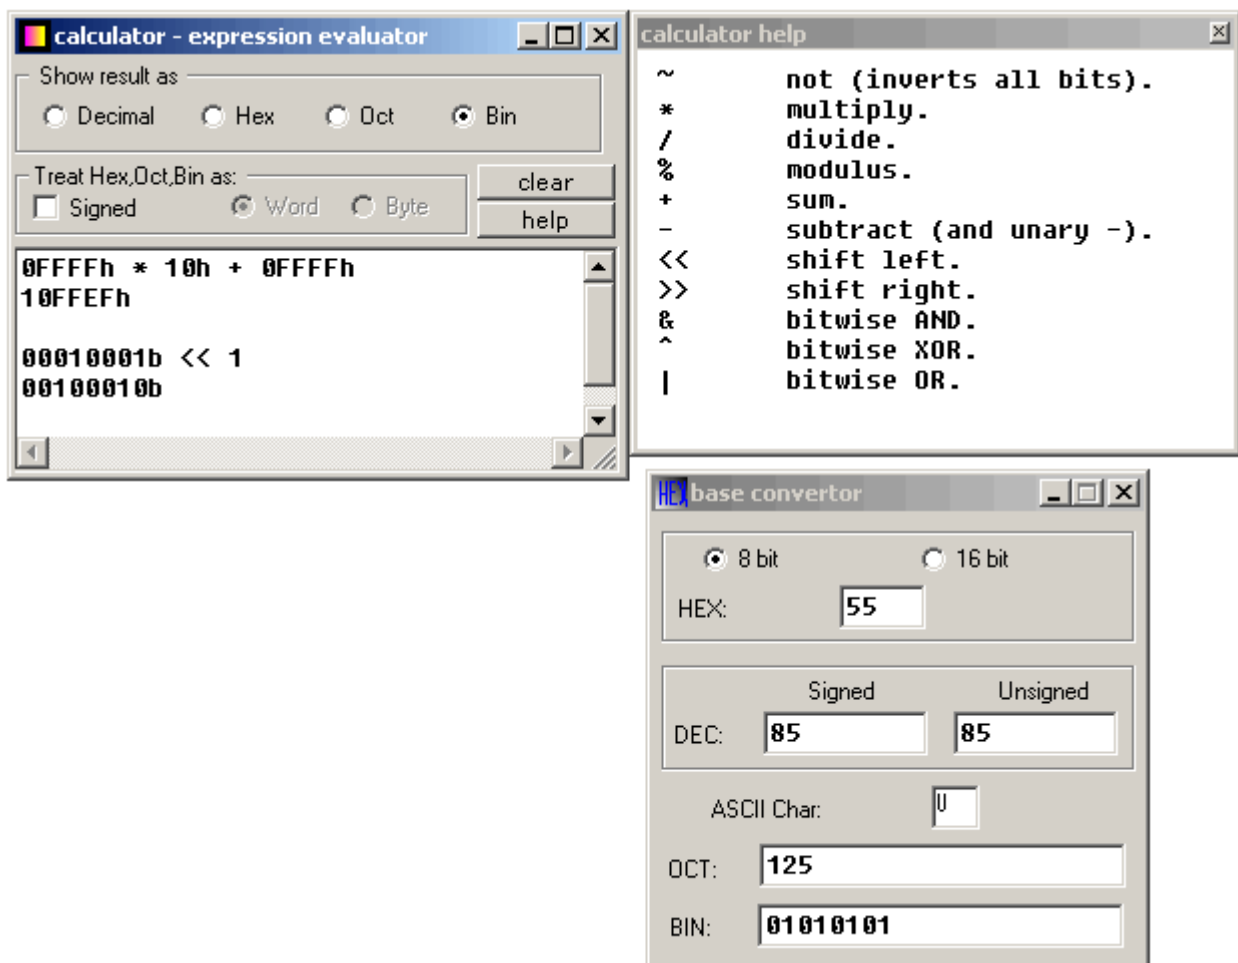 calculator - expression evaluator
Show result as
Decimal Hex Oct Bin
Treat Hex,Oct,Bin as:
Signed Word Byte
clear
help
0FFFFh * 10h + 0FFFFh
10FFEFh
00010001b << 1
00100010b
calculator help
~ not (inverts all bits).
* multiply.
/ divide.
% modulus.
+ sum.
- subtract (and unary -).
<< shift left.
>> shift right.
& bitwise AND.
^ bitwise XOR.
| bitwise OR.
HEX base convertor
8 bit 16 bit
HEX: 55
Signed Unsigned
DEC: 85 85
ASCII Char: U
OCT: 125
BIN: 01010101